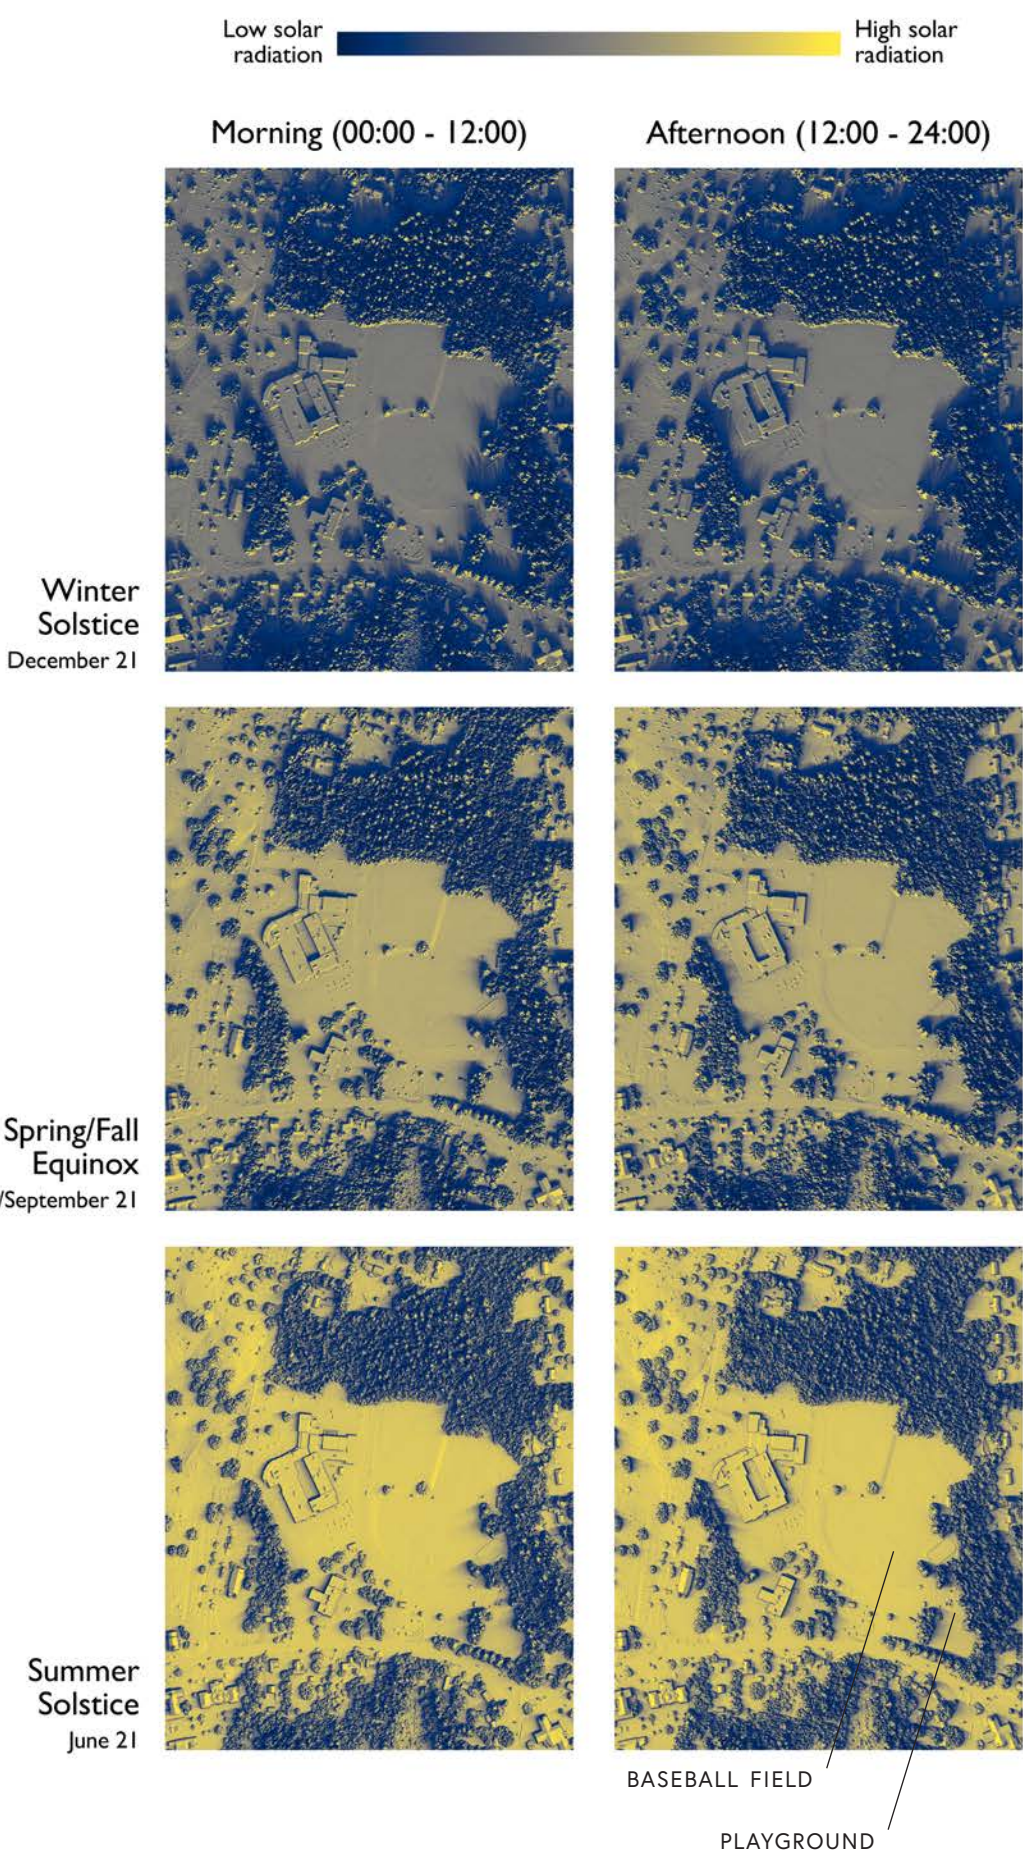 Low solar
radiation
High solar
radiation
Morning (00:00 - 12:00)
Afternoon (12:00 - 24:00)
Winter
Solstice
December 21
Spring/Fall
Equinox
/September 21
Summer
Solstice
June 21
BASEBALL FIELD
PLAYGROUND